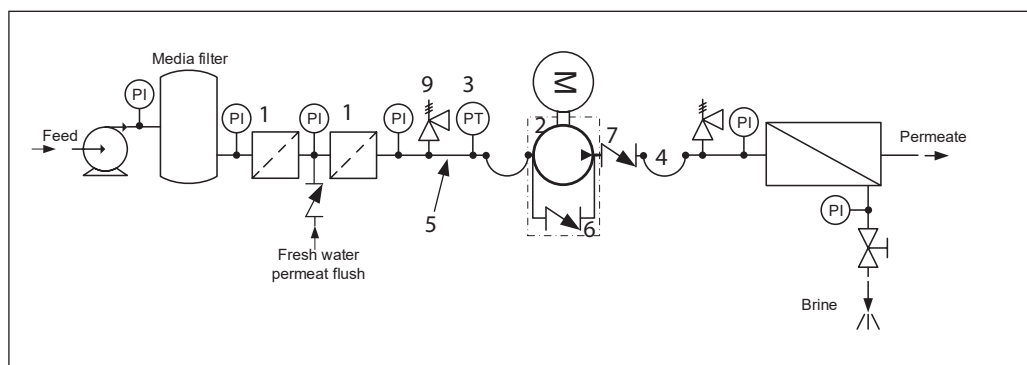 Media filter
PI
9
3
M
PI
1
PI
1
PI
PT
2
7
PI
Feed
4
Permeate
5
6
PI
Fresh water
permeat flush
Brine